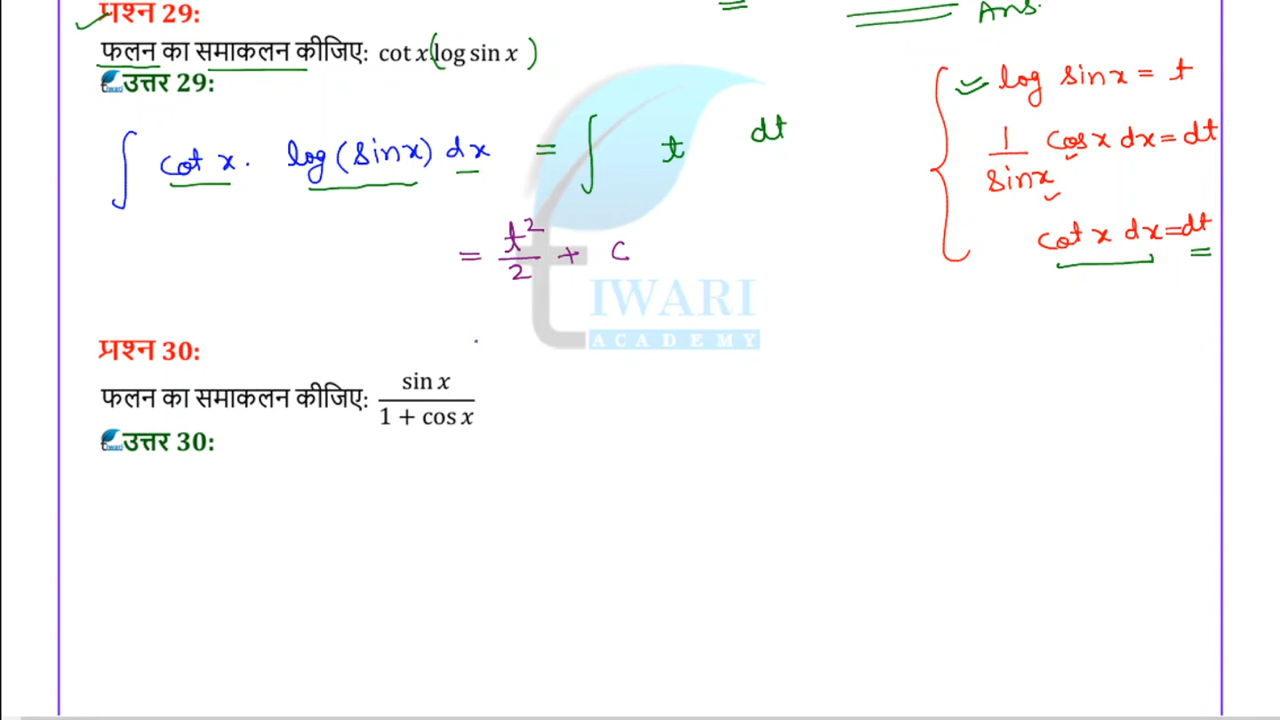 प्रश्न 29:
Ans.
फलन का समाकलन कीजिए: cot x (log sin x)
उत्तर 29:
log sin x = t
∫ cot x . log (sin x) dx = ∫ t dt
1/sin x cos x dx = dt
cot x dx = dt
= t²/2 + C
TIWARI
ACADEMY
प्रश्न 30:
फलन का समाकलन कीजिए: sin x / 1 + cos x
उत्तर 30: